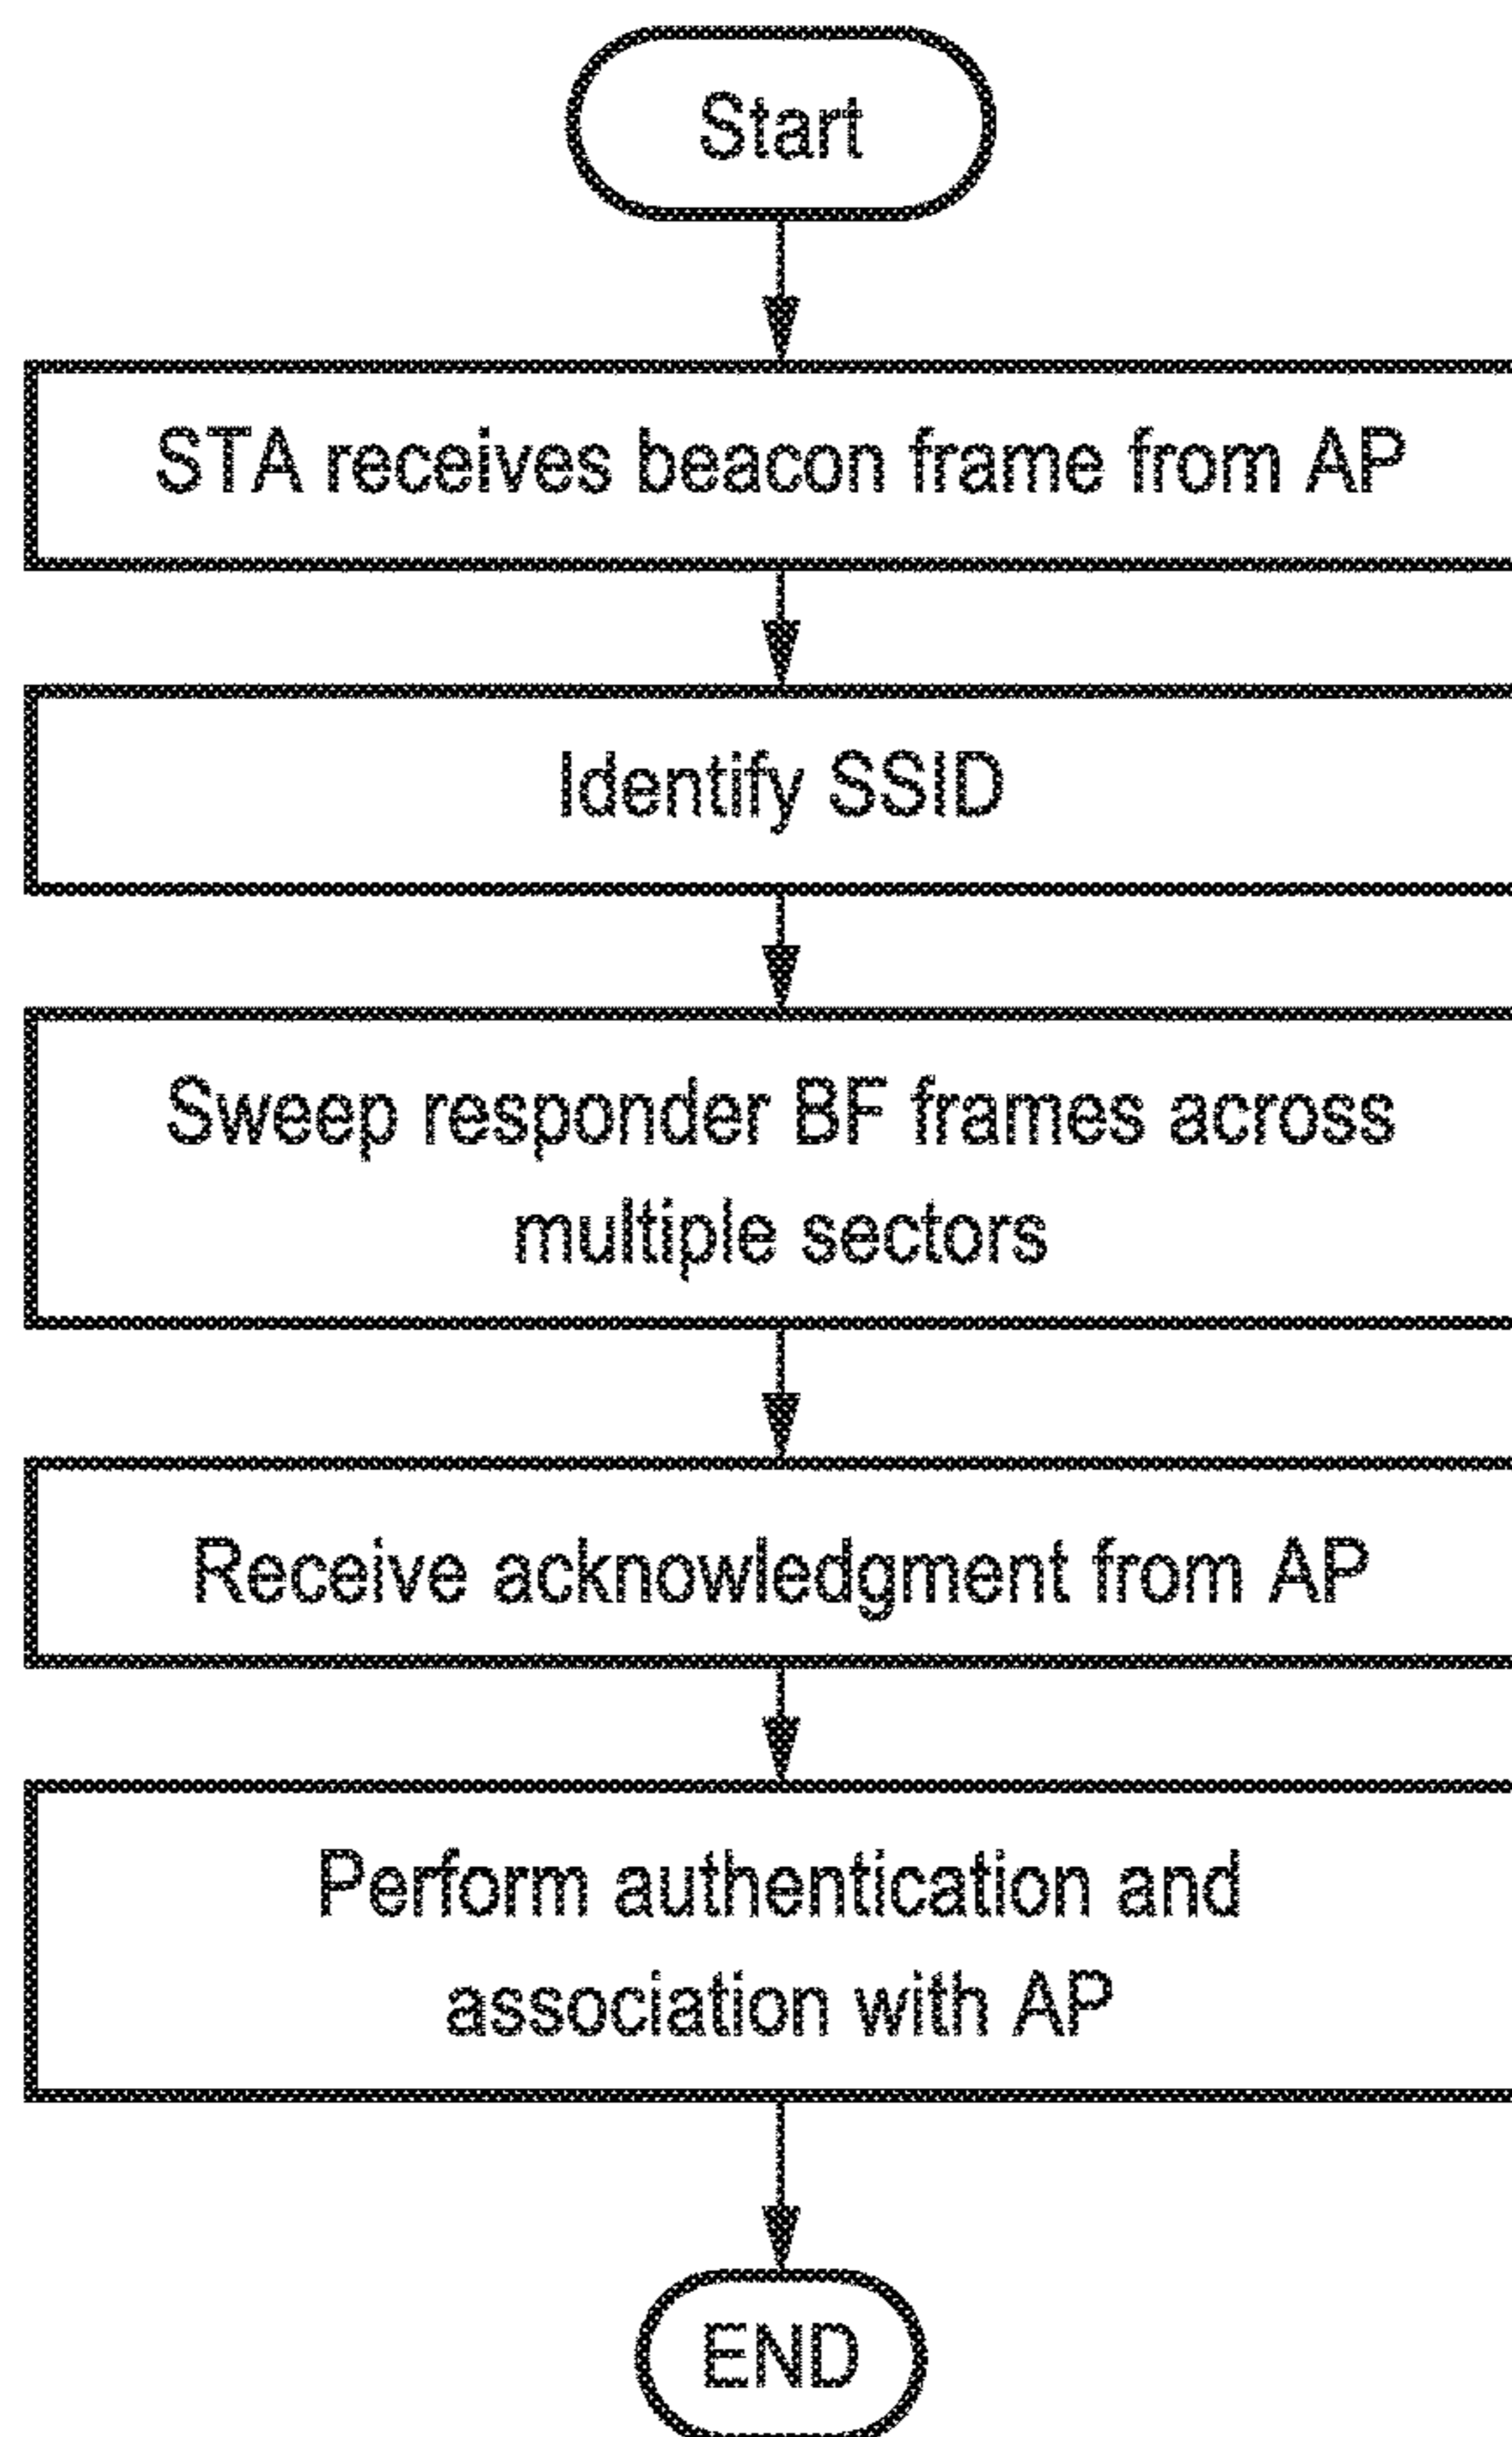 Start
STA receives beacon frame from AP
Identify SSID
Sweep responder BF frames across
multiple sectors
Receive acknowledgment from AP
Perform authentication and
association with AP
END